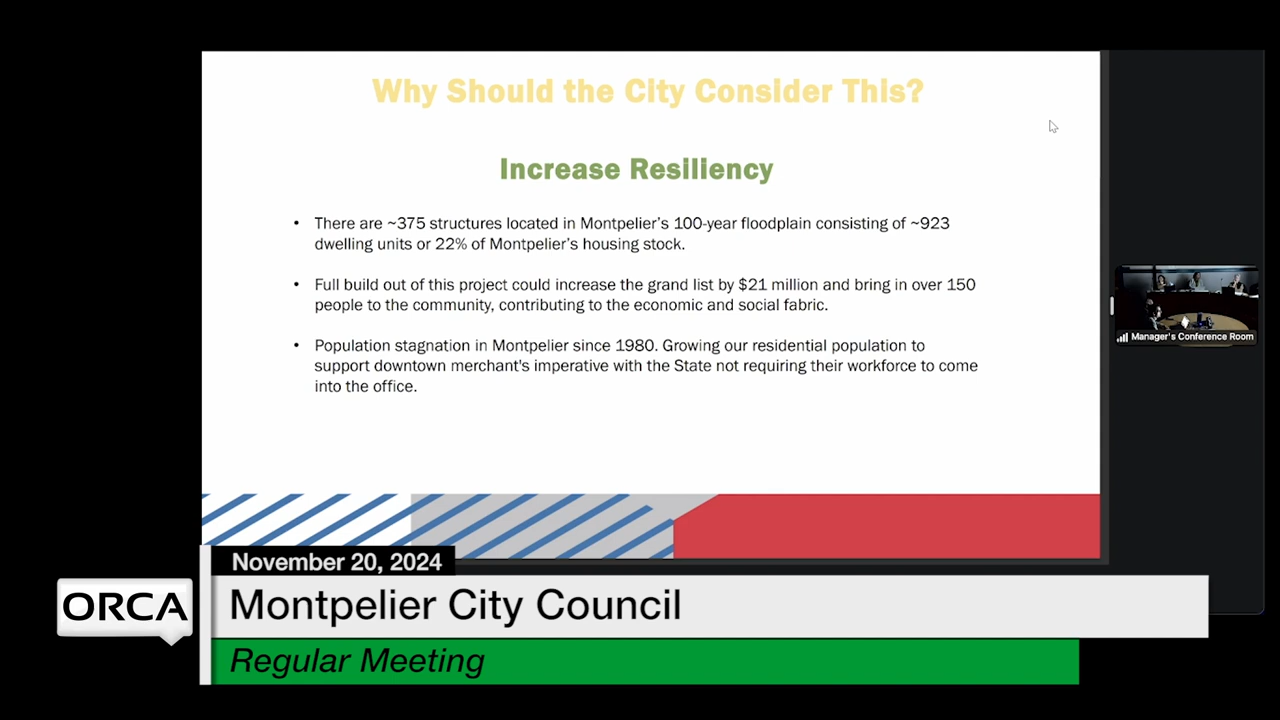 Why Should the City Consider This?
Increase Resiliency
• There are ~375 structures located in Montpelier's 100-year floodplain consisting of ~923
dwelling units or 22% of Montpelier's housing stock.
• Full build out of this project could increase the grand list by $21 million and bring in over 150
people to the community, contributing to the economic and social fabric.
• Population stagnation in Montpelier since 1980. Growing our residential population to
support downtown merchant's imperative with the State not requiring their workforce to come
into the office.
Manager's Conference Room
November 20, 2024
ORCA
Montpelier City Council
Regular Meeting